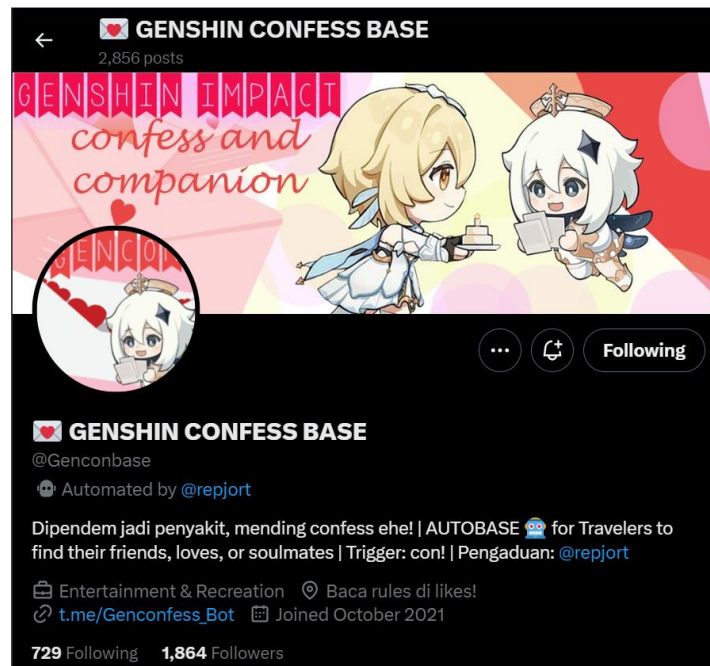 💌 GENSHIN CONFESS BASE
2,856 posts
GENSHIN IMPACT
confess and
companion
GENCON
💌 GENSHIN CONFESS BASE
@Genconbase
Automated by @repjort
Following
Dipendem jadi penyakit, mending confess ehe! | AUTOBASE 🤖 for Travelers to
find their friends, loves, or soulmates | Trigger: con! | Pengaduan: @repjort
Entertainment & Recreation Baca rules di likes!
t.me/Genconfess_Bot Joined October 2021
729 Following 1,864 Followers